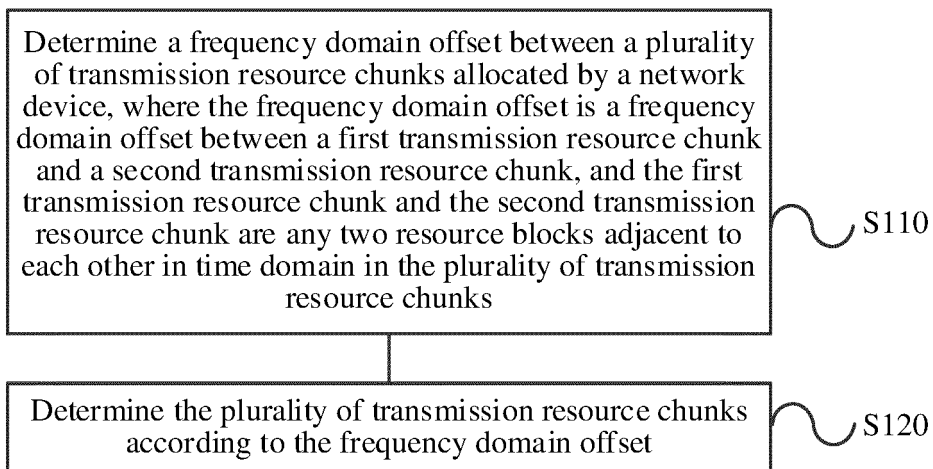 Determine a frequency domain offset between a plurality
of transmission resource chunks allocated by a network
device, where the frequency domain offset is a frequency
domain offset between a first transmission resource chunk
and a second transmission resource chunk, and the first
transmission resource chunk and the second transmission
resource chunk are any two resource blocks adjacent to
each other in time domain in the plurality of transmission
resource chunks
S110
Determine the plurality of transmission resource chunks
according to the frequency domain offset
S120